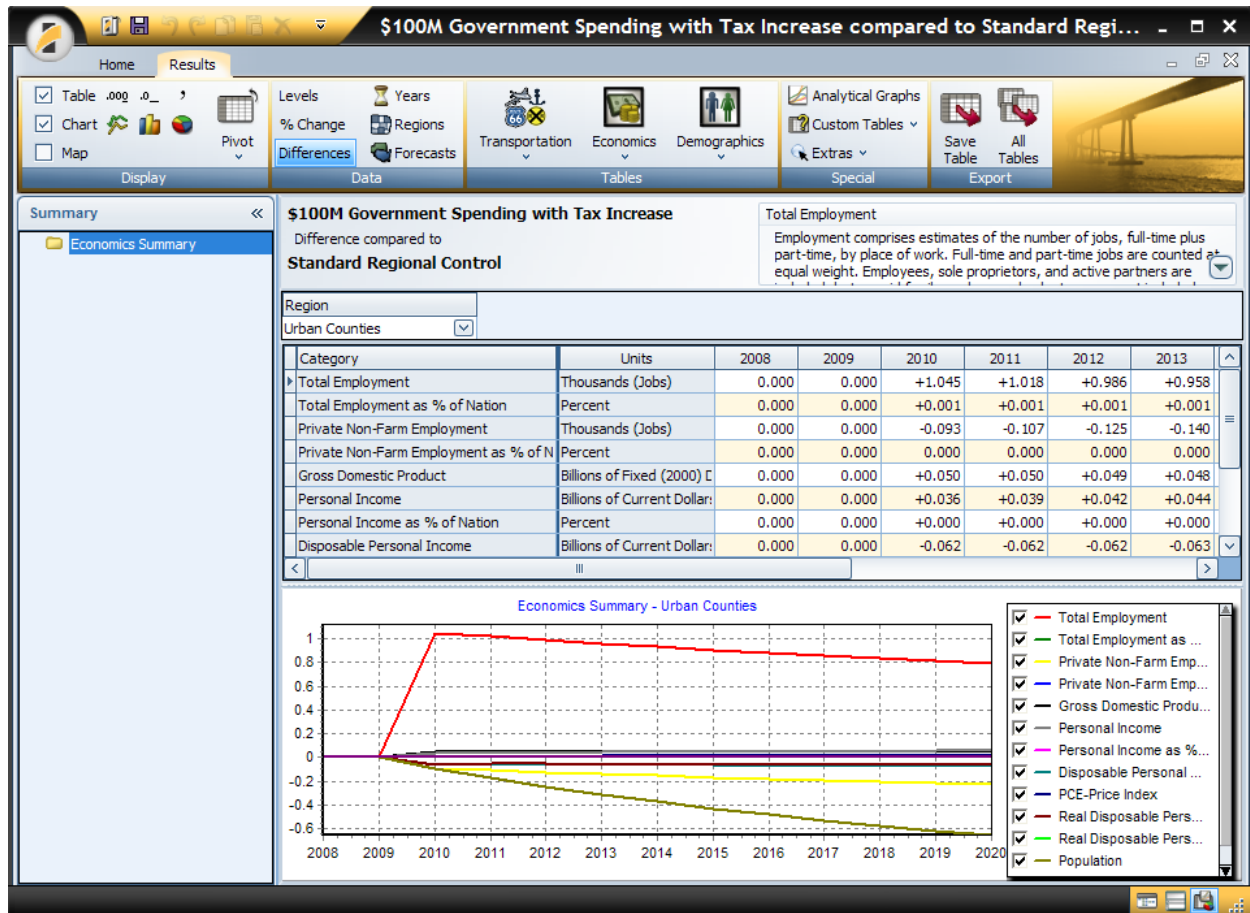 $100M Government Spending with Tax Increase compared to Standard Regi...
Home Results
Table .000 .0_ ,
Chart
Map
Pivot
Display
Levels Years
% Change Regions
Differences Forecasts
Data
Transportation Economics Demographics
Tables
Analytical Graphs
Custom Tables
Extras
Special
Save Table All Tables
Export
Summary «
Economics Summary
$100M Government Spending with Tax Increase
Difference compared to
Standard Regional Control
Total Employment
Employment comprises estimates of the number of jobs, full-time plus
part-time, by place of work. Full-time and part-time jobs are counted at
equal weight. Employees, sole proprietors, and active partners are
Region
Urban Counties
Category Units 2008 2009 2010 2011 2012 2013
Total Employment Thousands (Jobs) 0.000 0.000 +1.045 +1.018 +0.986 +0.958
Total Employment as % of Nation Percent 0.000 0.000 +0.001 +0.001 +0.001 +0.001
Private Non-Farm Employment Thousands (Jobs) 0.000 0.000 -0.093 -0.107 -0.125 -0.140
Private Non-Farm Employment as % of N Percent 0.000 0.000 0.000 0.000 0.000 0.000
Gross Domestic Product Billions of Fixed (2000) D 0.000 0.000 +0.050 +0.050 +0.049 +0.048
Personal Income Billions of Current Dollar 0.000 0.000 +0.036 +0.039 +0.042 +0.044
Personal Income as % of Nation Percent 0.000 0.000 +0.000 +0.000 +0.000 +0.000
Disposable Personal Income Billions of Current Dollar 0.000 0.000 -0.062 -0.062 -0.062 -0.063
Economics Summary - Urban Counties
1
0.8
0.6
0.4
0.2
0
-0.2
-0.4
-0.6
2008 2009 2010 2011 2012 2013 2014 2015 2016 2017 2018 2019 2020
Total Employment
Total Employment as ...
Private Non-Farm Emp...
Private Non-Farm Emp...
Gross Domestic Produ...
Personal Income
Personal Income as %...
Disposable Personal ...
PCE-Price Index
Real Disposable Pers...
Real Disposable Pers...
Population